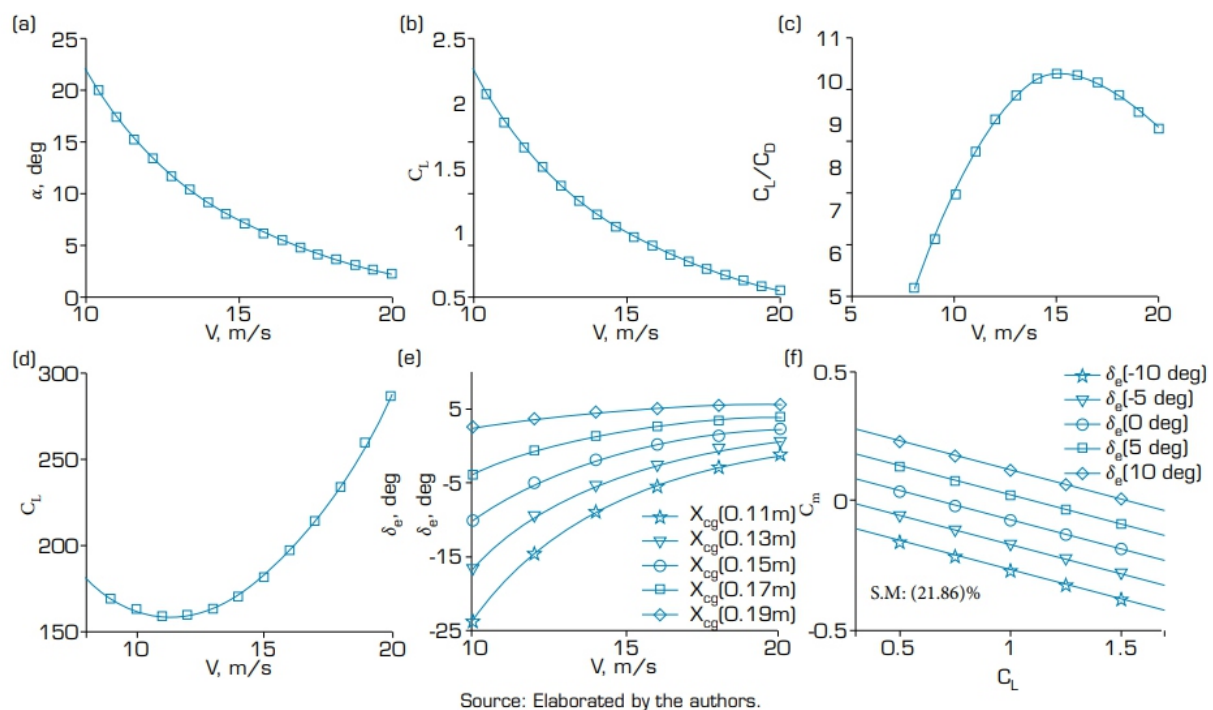 (a)
25
20
15
10
5
0
α, deg
10 15 20
V, m/s
(b)
2.5
2
1.5
1
0.5
C_L
10 15 20
V, m/s
(c)
11
10
9
8
7
6
5
C_L/C_D
5 10 15 20
V, m/s
(d)
300
250
200
150
C_L
10 15 20
V, m/s
(e)
5
-5
-15
-25
δ_e, deg
δ_e, deg
X_cg(0.11m)
X_cg(0.13m)
X_cg(0.15m)
X_cg(0.17m)
X_cg(0.19m)
10 15 20
V, m/s
(f)
0.5
0
-0.5
C_m
δ_e(-10 deg)
δ_e(-5 deg)
δ_e(0 deg)
δ_e(5 deg)
δ_e(10 deg)
S.M: (21.86)%
0.5 1 1.5
C_L
Source: Elaborated by the authors.